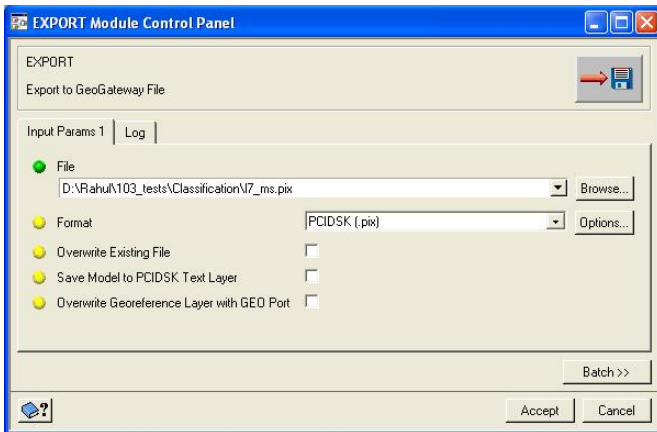 EXPORT Module Control Panel
EXPORT
Export to GeoGateway File
Input Params 1 Log
File
D:\Rahul\103_tests\Classification\l7_ms.pix Browse...
Format PCIDSK (.pix) Options...
Overwrite Existing File
Save Model to PCIDSK Text Layer
Overwrite Georeference Layer with GEO Port
Batch >>
? Accept Cancel